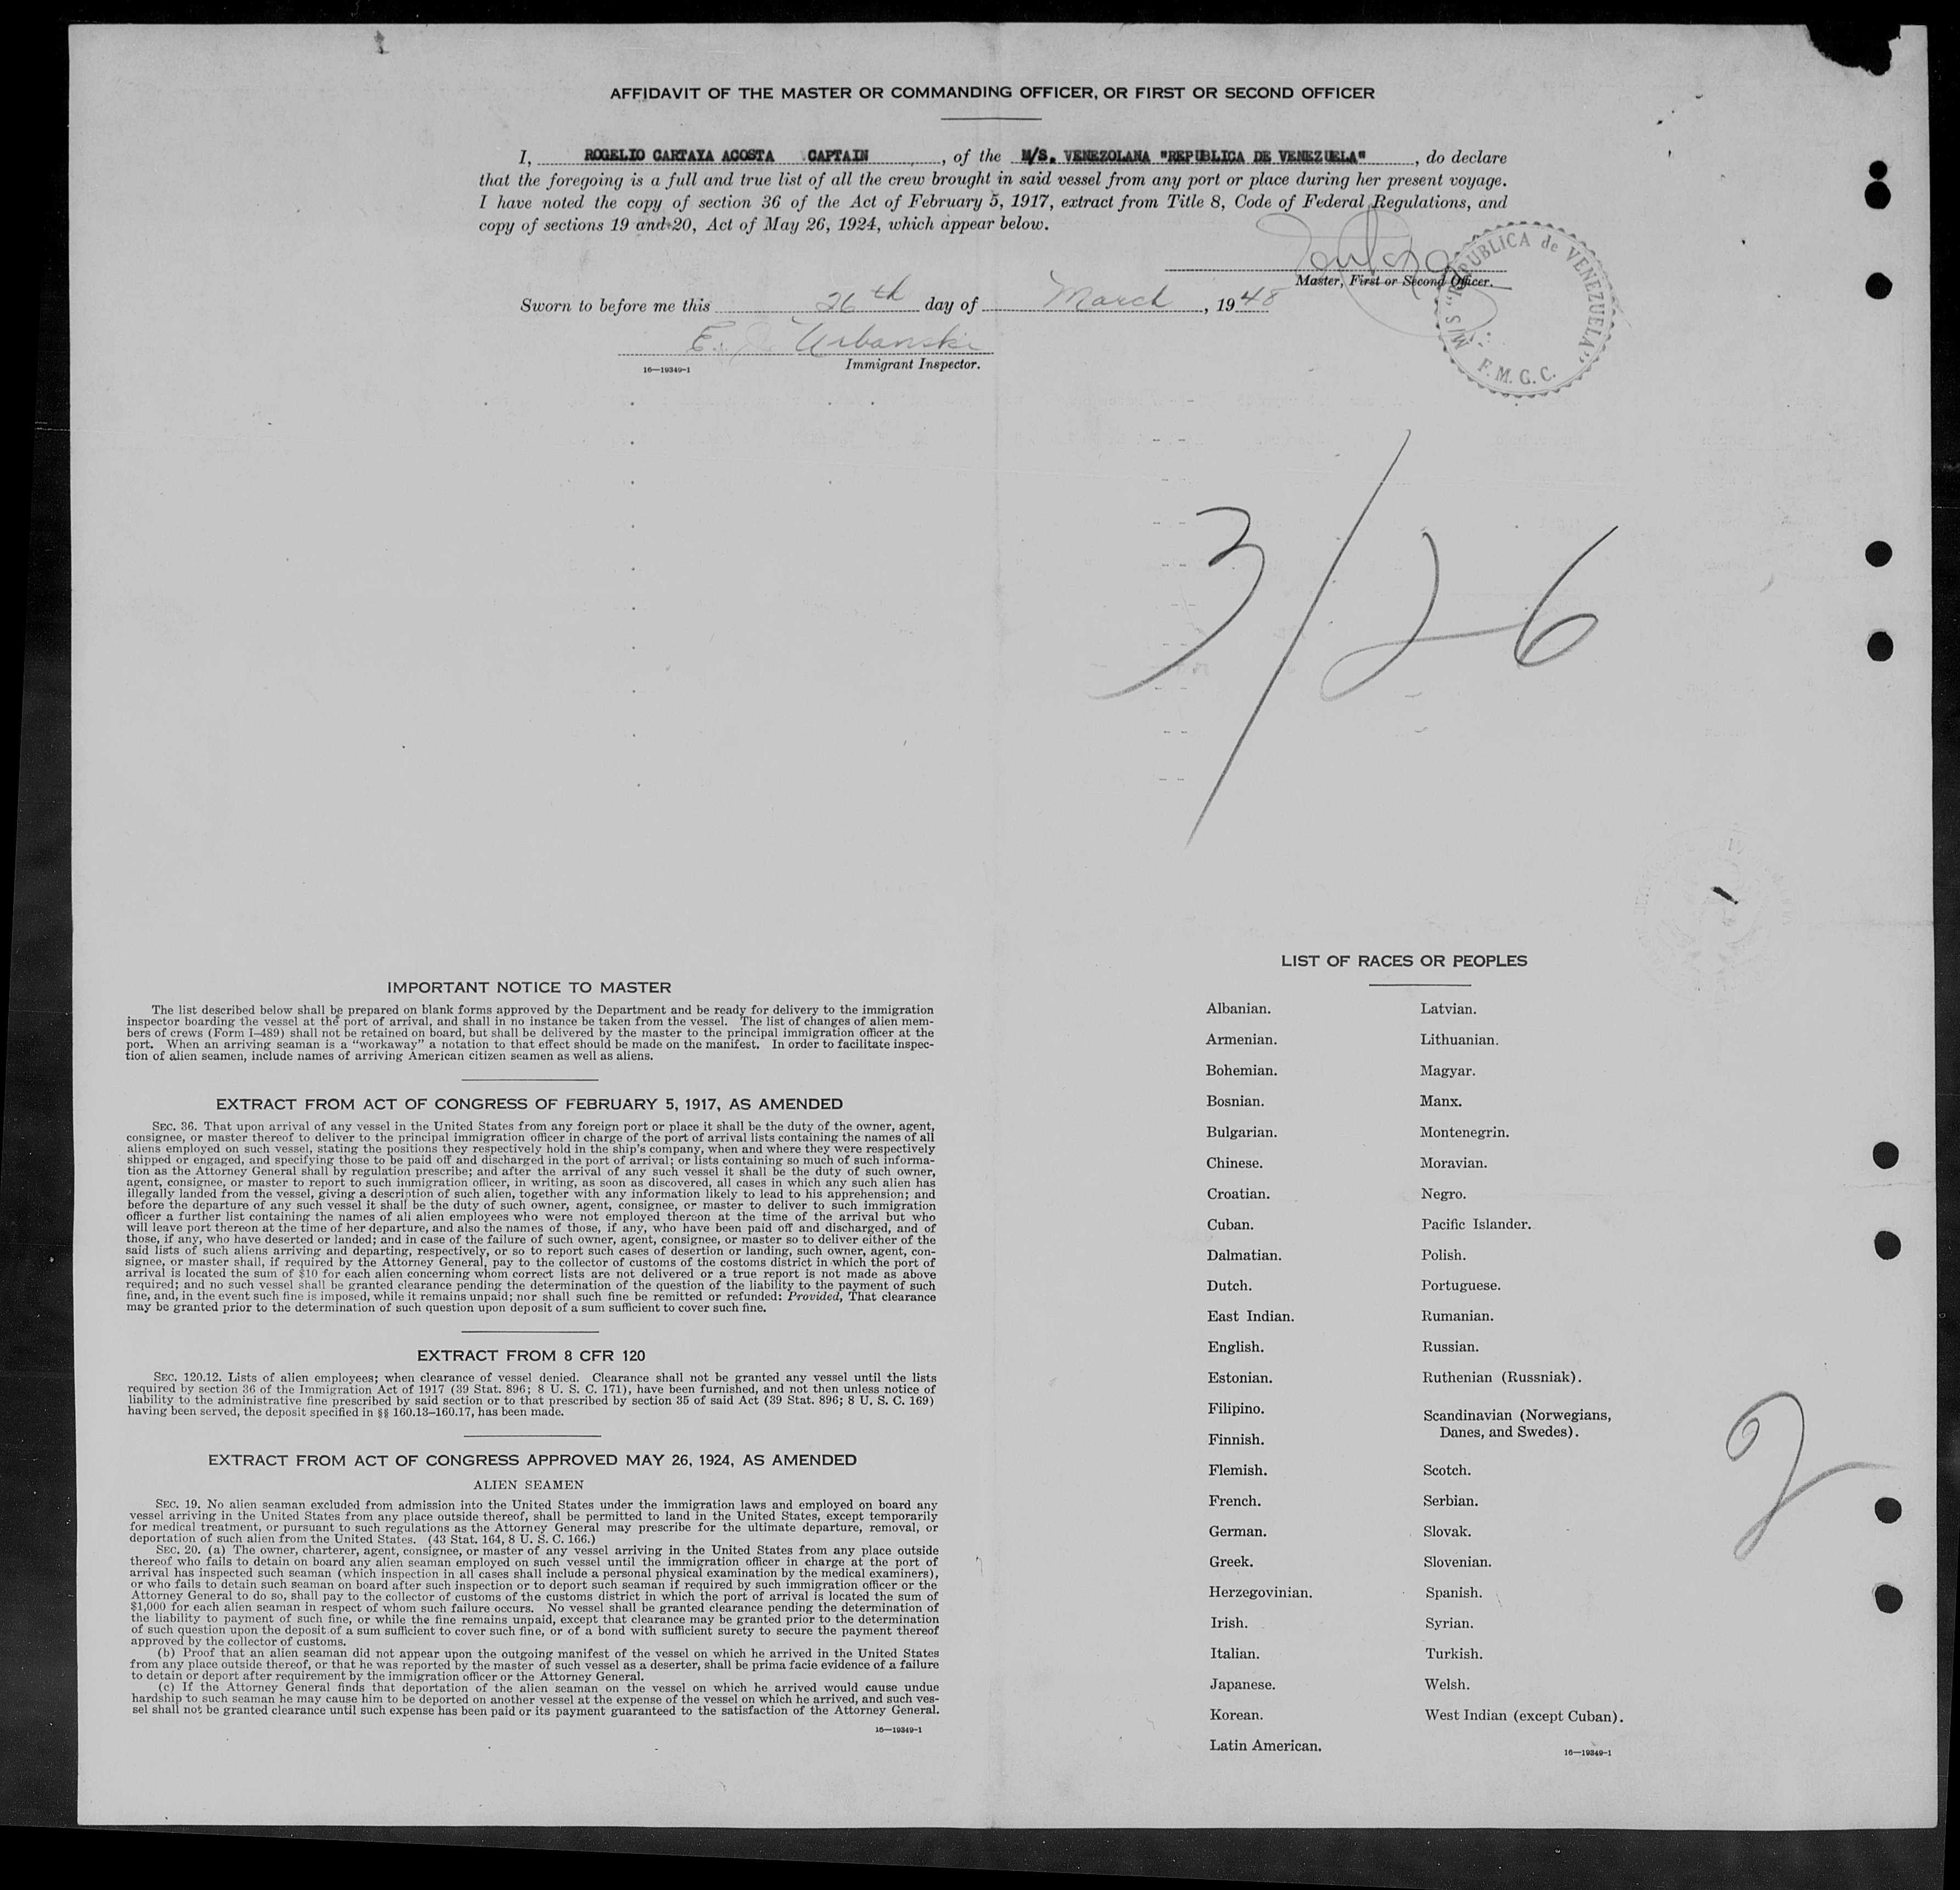 AFFIDAVIT OF THE MASTER OR COMMANDING OFFICER, OR FIRST OR SECOND OFFICER
I, ROGELIO CARTAYA ACOSTA CAPTAIN, of the M/S. VENEZOLANA "REPUBLICA DE VENEZUELA", do declare
that the foregoing is a full and true list of all the crew brought in said vessel from any port or place during her present voyage.
I have noted the copy of section 36 of the Act of February 5, 1917, extract from Title 8, Code of Federal Regulations, and
copy of sections 19 and 20, Act of May 26, 1924, which appear below.
Master, First or Second Officer.
M/S "REPUBLICA de VENEZUELA"
F. M. G. C.
Sworn to before me this 26th day of March, 1948
E. J. Urbanski
Immigrant Inspector.
16—19349-1
3/26
IMPORTANT NOTICE TO MASTER
The list described below shall be prepared on blank forms approved by the Department and be ready for delivery to the immigration
inspector boarding the vessel at the port of arrival, and shall in no instance be taken from the vessel. The list of changes of alien mem-
bers of crews (Form I-489) shall not be retained on board, but shall be delivered by the master to the principal immigration officer at the
port. When an arriving seaman is a "workaway" a notation to that effect should be made on the manifest. In order to facilitate inspec-
tion of alien seamen, include names of arriving American citizen seamen as well as aliens.
EXTRACT FROM ACT OF CONGRESS OF FEBRUARY 5, 1917, AS AMENDED
SEC. 36. That upon arrival of any vessel in the United States from any foreign port or place it shall be the duty of the owner, agent,
consignee, or master thereof to deliver to the principal immigration officer in charge of the port of arrival lists containing the names of all
aliens employed on such vessel, stating the positions they respectively hold in the ship's company, when and where they were respectively
shipped or engaged, and specifying those to be paid off and discharged in the port of arrival; or lists containing so much of such informa-
tion as the Attorney General shall by regulation prescribe; and after the arrival of any such vessel it shall be the duty of such owner,
agent, consignee, or master to report to such immigration officer, in writing, as soon as discovered, all cases in which any such alien has
illegally landed from the vessel, giving a description of such alien, together with any information likely to lead to his apprehension; and
before the departure of any such vessel it shall be the duty of such owner, agent, consignee, or master to deliver to such immigration
officer a further list containing the names of all alien employees who were not employed thereon at the time of the arrival but who
will leave port thereon at the time of her departure, and also the names of those, if any, who have been paid off and discharged, and of
those, if any, who have deserted or landed; and in case of the failure of such owner, agent, consignee, or master so to deliver either of the
said lists of such aliens arriving and departing, respectively, or so to report such cases of desertion or landing, such owner, agent, con-
signee, or master shall, if required by the Attorney General, pay to the collector of customs of the costoms district in which the port of
arrival is located the sum of $10 for each alien concerning whom correct lists are not delivered or a true report is not made as above
required; and no such vessel shall be granted clearance pending the determination of the question of the liability to the payment of such
fine, and, in the event such fine is imposed, while it remains unpaid; nor shall such fine be remitted or refunded: Provided, That clearance
may be granted prior to the determination of such question upon deposit of a sum sufficient to cover such fine.
EXTRACT FROM 8 CFR 120
SEC. 120.12. Lists of alien employees; when clearance of vessel denied. Clearance shall not be granted any vessel until the lists
required by section 36 of the Immigration Act of 1917 (39 Stat. 896; 8 U. S. C. 171), have been furnished, and not then unless notice of
liability to the administrative fine prescribed by said section or to that prescribed by section 35 of said Act (39 Stat. 896; 8 U. S. C. 169)
having been served, the deposit specified in §§ 160.13-160.17, has been made.
EXTRACT FROM ACT OF CONGRESS APPROVED MAY 26, 1924, AS AMENDED
ALIEN SEAMEN
SEC. 19. No alien seaman excluded from admission into the United States under the immigration laws and employed on board any
vessel arriving in the United States from any place outside thereof, shall be permitted to land in the United States, except temporarily
for medical treatment, or pursuant to such regulations as the Attorney General may prescribe for the ultimate departure, removal, or
deportation of such alien from the United States. (43 Stat. 164, 8 U. S. C. 166.)
SEC. 20. (a) The owner, charterer, agent, consignee, or master of any vessel arriving in the United States from any place outside
thereof who fails to detain on board any alien seaman employed on such vessel until the immigration officer in charge at the port of
arrival has inspected such seaman (which inspection in all cases shall include a personal physical examination by the medical examiners),
or who fails to detain such seaman on board after such inspection or to deport such seaman if required by such immigration officer or the
Attorney General to do so, shall pay to the collector of customs of the customs district in which the port of arrival is located the sum of
$1,000 for each alien seaman in respect of whom such failure occurs. No vessel shall be granted clearance pending the determination of
the liability to payment of such fine, or while the fine remains unpaid, except that clearance may be granted prior to the determination
of such question upon the deposit of a sum sufficient to cover such fine, or of a bond with sufficient surety to secure the payment thereof
approved by the collector of customs.
(b) Proof that an alien seaman did not appear upon the outgoing manifest of the vessel on which he arrived in the United States
from any place outside thereof, or that he was reported by the master of such vessel as a deserter, shall be prima facie evidence of a failure
to detain or deport after requirement by the immigration officer or the Attorney General.
(c) If the Attorney General finds that deportation of the alien seaman on the vessel on which he arrived would cause undue
hardship to such seaman he may cause him to be deported on another vessel at the expense of the vessel on which he arrived, and such ves-
sel shall not be granted clearance until such expense has been paid or its payment guaranteed to the satisfaction of the Attorney General.
16—19349-1
LIST OF RACES OR PEOPLES
Albanian.
Armenian.
Bohemian.
Bosnian.
Bulgarian.
Chinese.
Croatian.
Cuban.
Dalmatian.
Dutch.
East Indian.
English.
Estonian.
Filipino.
Finnish.
Flemish.
French.
German.
Greek.
Herzegovinian.
Irish.
Italian.
Japanese.
Korean.
Latin American.
Latvian.
Lithuanian.
Magyar.
Manx.
Montenegrin.
Moravian.
Negro.
Pacific Islander.
Polish.
Portuguese.
Rumanian.
Russian.
Ruthenian (Russniak).
Scandinavian (Norwegians,
Danes, and Swedes).
Scotch.
Serbian.
Slovak.
Slovenian.
Spanish.
Syrian.
Turkish.
Welsh.
West Indian (except Cuban).
16—19349-1
2